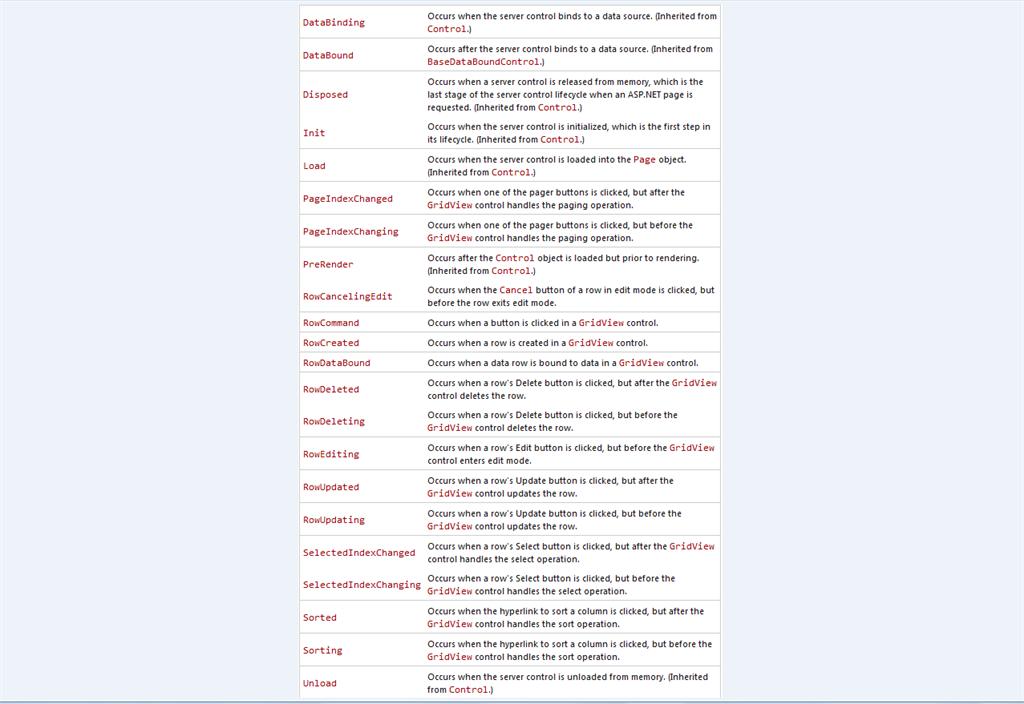 DataBinding
Occurs when the server control binds to a data source. (Inherited from
Control.)
DataBound
Occurs after the server control binds to a data source. (Inherited from
BaseDataBoundControl.)
Disposed
Occurs when a server control is released from memory, which is the
last stage of the server control lifecycle when an ASP.NET page is
requested. (Inherited from Control.)
Init
Occurs when the server control is initialized, which is the first step in
its lifecycle. (Inherited from Control.)
Load
Occurs when the server control is loaded into the Page object.
(Inherited from Control.)
PageIndexChanged
Occurs when one of the pager buttons is clicked, but after the
GridView control handles the paging operation.
PageIndexChanging
Occurs when one of the pager buttons is clicked, but before the
GridView control handles the paging operation.
PreRender
Occurs after the Control object is loaded but prior to rendering.
(Inherited from Control.)
RowCancelingEdit
Occurs when the Cancel button of a row in edit mode is clicked, but
before the row exits edit mode.
RowCommand
Occurs when a button is clicked in a GridView control.
RowCreated
Occurs when a row is created in a GridView control.
RowDataBound
Occurs when a data row is bound to data in a GridView control.
RowDeleted
Occurs when a row's Delete button is clicked, but after the GridView
control deletes the row.
RowDeleting
Occurs when a row's Delete button is clicked, but before the
GridView control deletes the row.
RowEditing
Occurs when a row's Edit button is clicked, but before the GridView
control enters edit mode.
RowUpdated
Occurs when a row's Update button is clicked, but after the
GridView control updates the row.
RowUpdating
Occurs when a row's Update button is clicked, but before the
GridView control updates the row.
SelectedIndexChanged
Occurs when a row's Select button is clicked, but after the GridView
control handles the select operation.
SelectedIndexChanging
Occurs when a row's Select button is clicked, but before the
GridView control handles the select operation.
Sorted
Occurs when the hyperlink to sort a column is clicked, but after the
GridView control handles the sort operation.
Sorting
Occurs when the hyperlink to sort a column is clicked, but before the
GridView control handles the sort operation.
Unload
Occurs when the server control is unloaded from memory. (Inherited
from Control.)